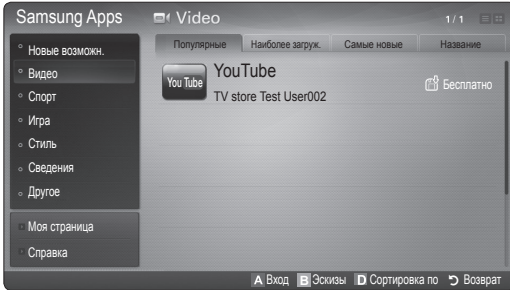 Samsung Apps
Video
1 / 1
Новые возможн.
Видео
Спорт
Игра
Стиль
Сведения
Другое
Моя страница
Справка
Популярные
Наиболее загруж.
Самые новые
Название
You Tube
YouTube
TV store Test User002
Бесплатно
A Вход B Эскизы D Сортировка по Возврат